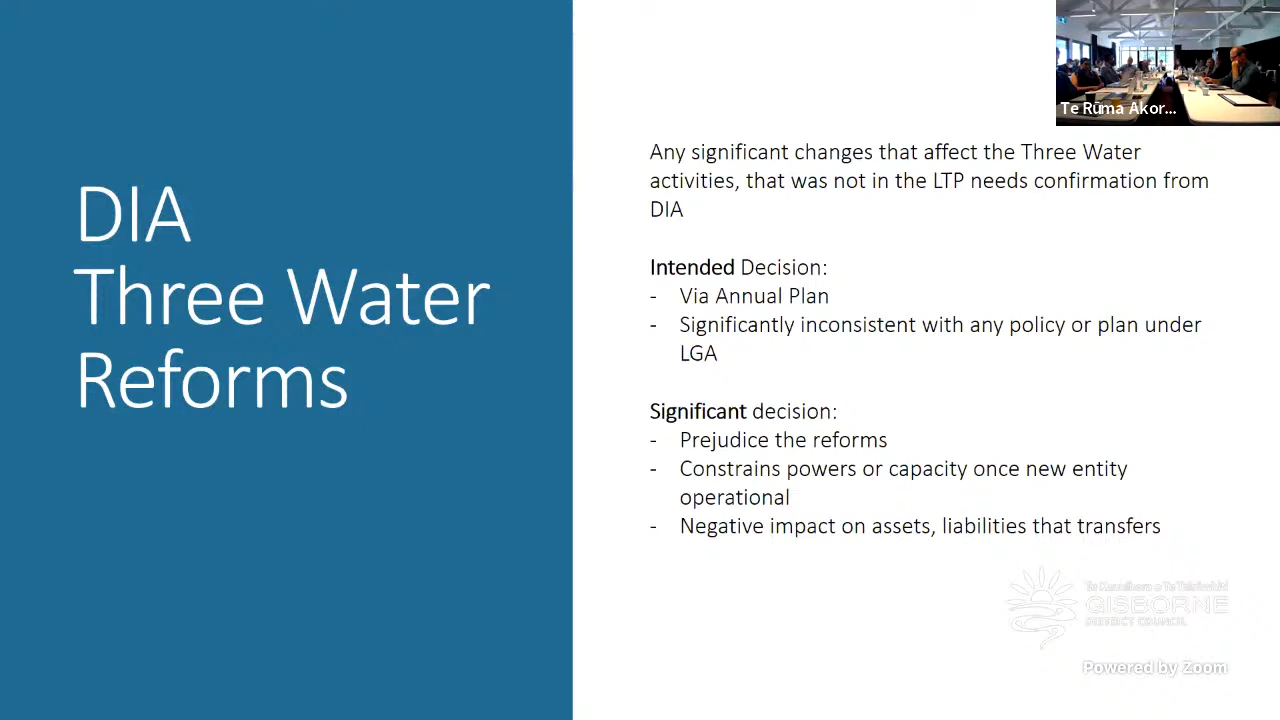 DIA
Three Water
Reforms
Te Rūma Akor...
Any significant changes that affect the Three Water
activities, that was not in the LTP needs confirmation from
DIA
Intended Decision:
- Via Annual Plan
- Significantly inconsistent with any policy or plan under
LGA
Significant decision:
- Prejudice the reforms
- Constrains powers or capacity once new entity
operational
- Negative impact on assets, liabilities that transfers
GISBORNE
DISTRICT COUNCIL
Powered by Zoom